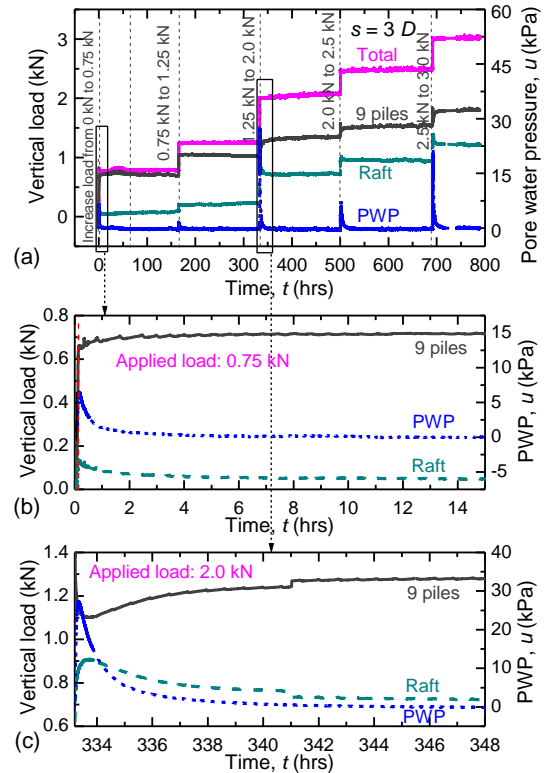 s = 3 D
Total
9 piles
Raft
PWP
Increase load from 0 kN to 0.75 kN
0.75 kN to 1.25 kN
.25 kN to 2.0 kN
2.0 kN to 2.5 kN
2.5 kN to 3.0 kN
Vertical load (kN)
3
2
1
0
Pore water pressure, u (kPa)
60
45
30
15
0
(a)
0 100 200 300 400 500 600 700 800
Time, t (hrs)
Applied load: 0.75 kN
9 piles
PWP
Raft
Vertical load (kN)
0.8
0.6
0.4
0.2
0.0
PWP, u (kPa)
15
10
5
0
−5
(b)
0 2 4 6 8 10 12 14
Time, t (hrs)
Applied load: 2.0 kN
9 piles
Raft
PWP
Vertical load (kN)
1.4
1.2
1.0
0.8
0.6
PWP, u (kPa)
40
30
20
10
0
(c)
334 336 338 340 342 344 346 348
Time, t (hrs)